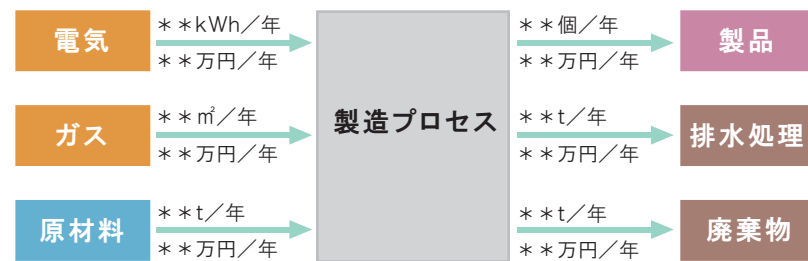 電気
＊＊kWh／年
＊＊万円／年
＊＊個／年
＊＊万円／年
製品
ガス
＊＊㎡／年
＊＊万円／年
製造プロセス
＊＊t／年
＊＊万円／年
排水処理
原材料
＊＊t／年
＊＊万円／年
＊＊t／年
＊＊万円／年
廃棄物